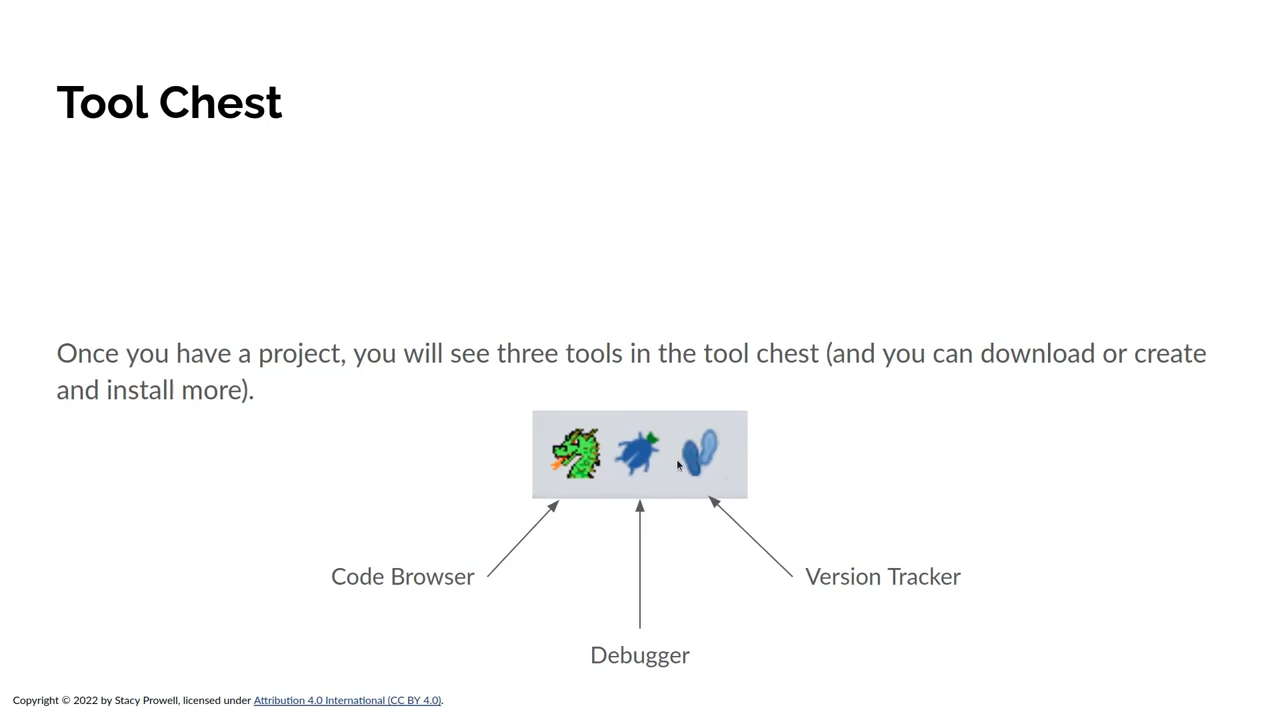 Tool Chest
Once you have a project, you will see three tools in the tool chest (and you can download or create
and install more).
Code Browser
Version Tracker
Debugger
Copyright © 2022 by Stacy Prowell, licensed under Attribution 4.0 International (CC BY 4.0).